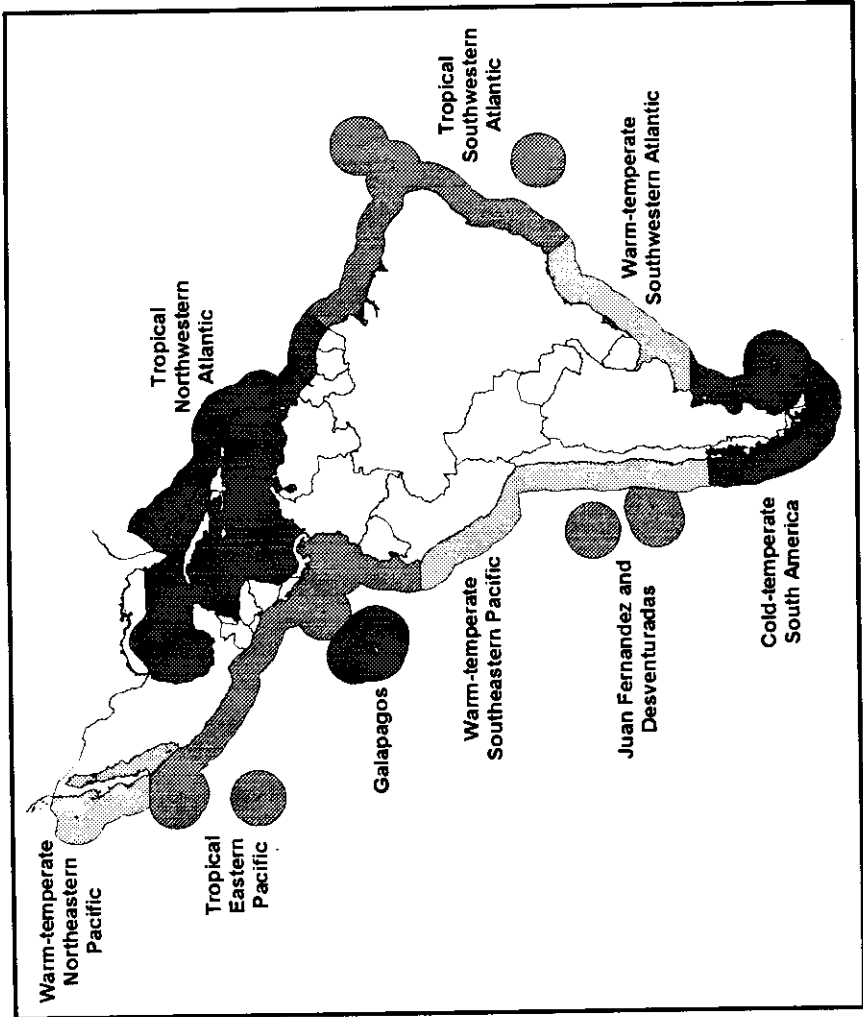 Warm-temperate
Northeastern
Pacific
Tropical
Eastern
Pacific
Galapagos
Tropical
Northwestern
Atlantic
Tropical
Southwestern
Atlantic
Warm-temperate
Southeastern Pacific
Warm-temperate
Southwestern Atlantic
Juan Fernandez and
Desventuradas
Cold-temperate
South America